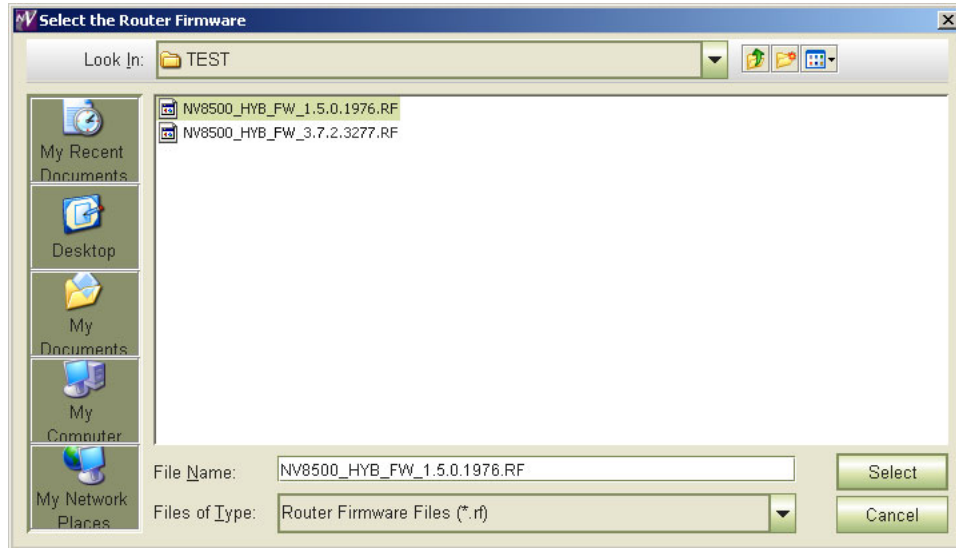 Select the Router Firmware
Look In:
TEST
My Recent
Documents
Desktop
My
Documents
My
Computer
My Network
Places
NV8500_HYB_FW_1.5.0.1976.RF
NV8500_HYB_FW_3.7.2.3277.RF
File Name:
NV8500_HYB_FW_1.5.0.1976.RF
Select
Files of Type:
Router Firmware Files (*.rf)
Cancel